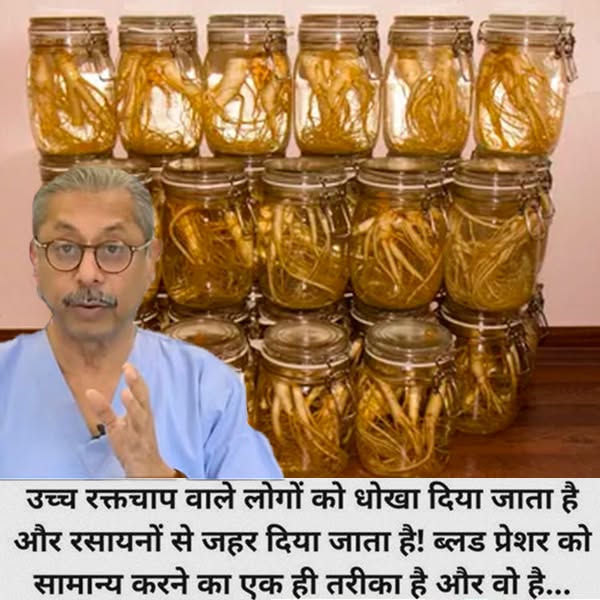 उच्च रक्तचाप वाले लोगों को धोखा दिया जाता है
और रसायनों से जहर दिया जाता है! ब्लड प्रेशर को
सामान्य करने का एक ही तरीका है और वो है...